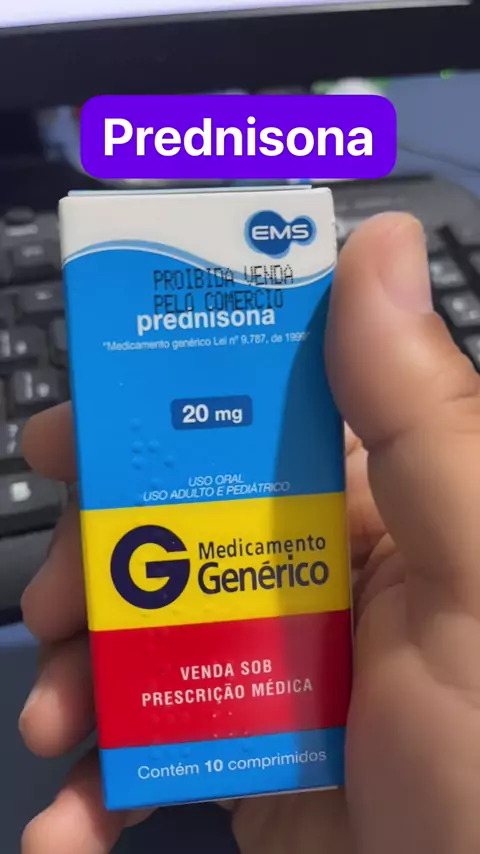 Prednisona
EMS
PROIBIDA VENDA
PELO COMERCIO
prednisona
"Medicamento genérico Lei nº 9.787, de 1999"
20 mg
USO ORAL
USO ADULTO E PEDIÁTRICO
G Medicamento
Genérico
VENDA SOB
PRESCRIÇÃO MÉDICA
Contém 10 comprimidos